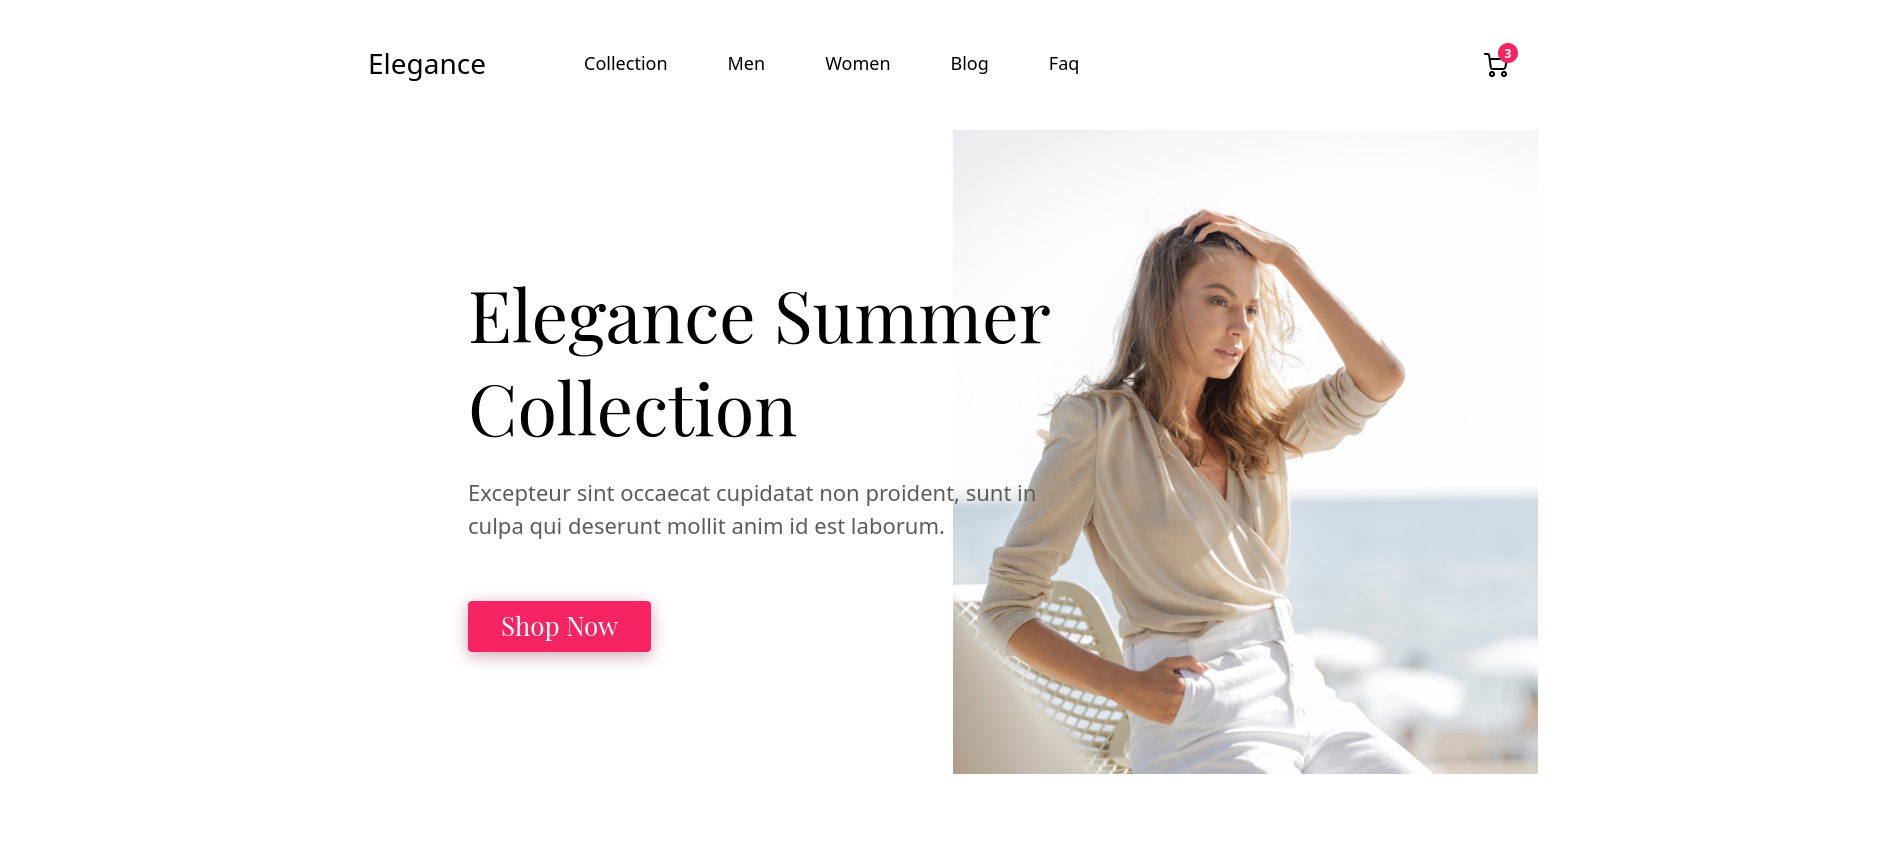 Elegance
Collection
Men
Women
Blog
Faq
3
Elegance Summer
Collection
Excepteur sint occaecat cupidatat non proident, sunt in
culpa qui deserunt mollit anim id est laborum.
Shop Now